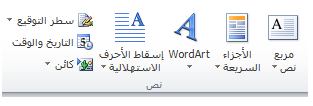 مربع
نص
الأجزاء
السريعة
WordArt
إسقاط الأحرف
الاستهلالية
سطر التوقيع
التاريخ والوقت
كائن
نص